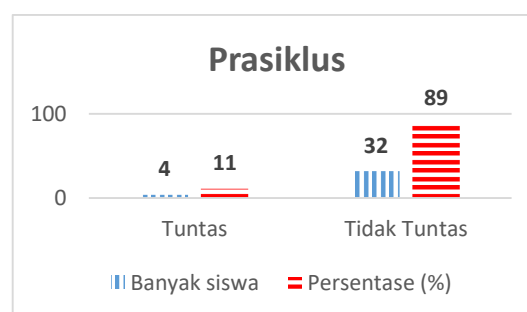 Prasiklus
100
0
4
11
32
89
Tuntas
Tidak Tuntas
Banyak siswa
Persentase (%)